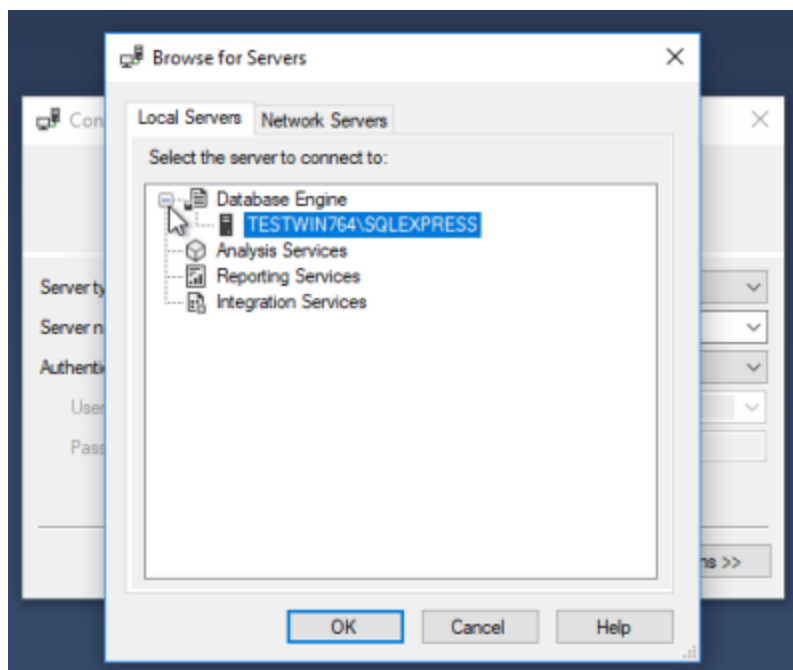 Browse for Servers
Con
Local Servers Network Servers
Select the server to connect to:
Database Engine
TESTWIN764\SQLEXPRESS
Analysis Services
Reporting Services
Integration Services
Server ty
Server n
Authenti
User
Pass
ns >>
OK Cancel Help